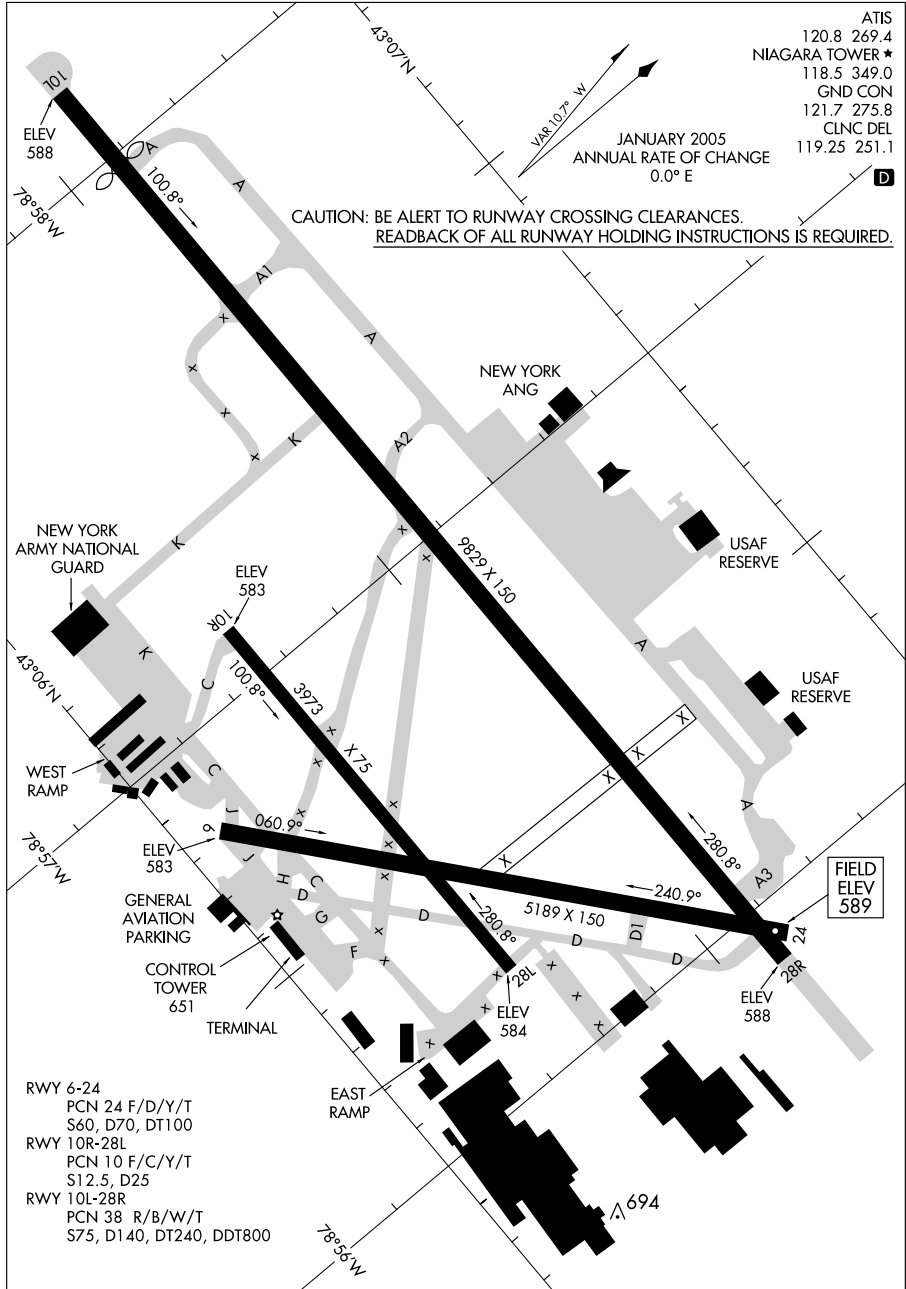 ATIS
120.8 269.4
NIAGARA TOWER ★
118.5 349.0
GND CON
121.7 275.8
CLNC DEL
119.25 251.1
D
43°07'N
VAR 10.7° W
JANUARY 2005
ANNUAL RATE OF CHANGE
0.0° E
CAUTION: BE ALERT TO RUNWAY CROSSING CLEARANCES.
READBACK OF ALL RUNWAY HOLDING INSTRUCTIONS IS REQUIRED.
10L
ELEV
588
A
100.8°
78°58'W
A
A1
A
NEW YORK
ANG
A2
K
K
9829 X 150
USAF
RESERVE
NEW YORK
ARMY NATIONAL
GUARD
ELEV
583
10R
K
C
100.8°
3973 X 75
A
43°06'N
USAF
RESERVE
WEST
RAMP
C
J
X
X
X
A
6
060.9°
280.8°
ELEV
583
J
X
78°57'W
A3
FIELD
ELEV
589
H
C
D
240.9°
5189 X 150
GENERAL
AVIATION
PARKING
G
D
280.8°
D
D1
D
24
F
28L
28R
CONTROL
TOWER
651
ELEV
584
ELEV
588
TERMINAL
EAST
RAMP
RWY 6-24
PCN 24 F/D/Y/T
S60, D70, DT100
RWY 10R-28L
PCN 10 F/C/Y/T
S12.5, D25
RWY 10L-28R
PCN 38 R/B/W/T
S75, D140, DT240, DDT800
694
78°56'W